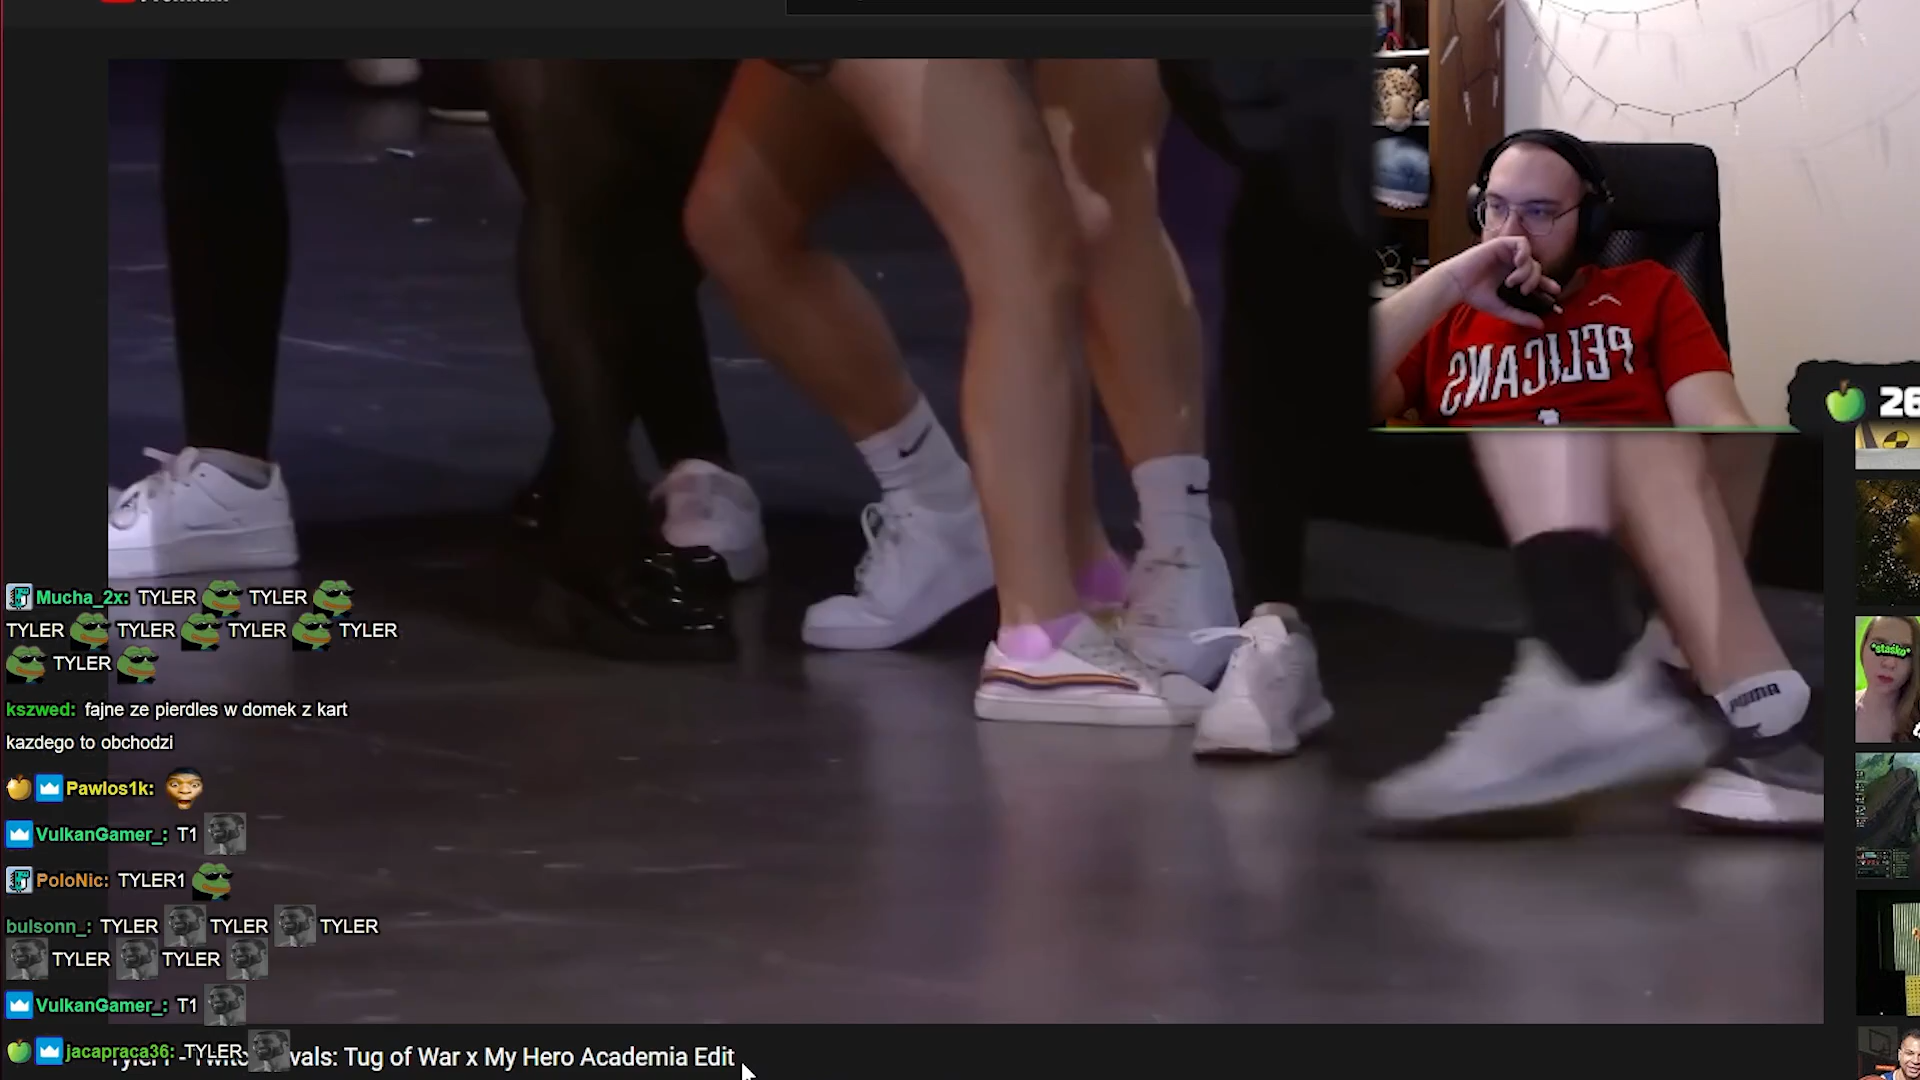 Premium
PELICANS
26
*stasko*
puma
Mucha_2x: TYLER TYLER
TYLER TYLER TYLER TYLER
TYLER
kszwed: fajne ze pierdles w domek z kart
kazdego to obchodzi
Pawlos1k:
VulkanGamer_: T1
PoloNic: TYLER1
bulsonn_: TYLER TYLER TYLER
TYLER TYLER
VulkanGamer_: T1
jacapraca36: TYLER
vals: Tug of War x My Hero Academia Edit